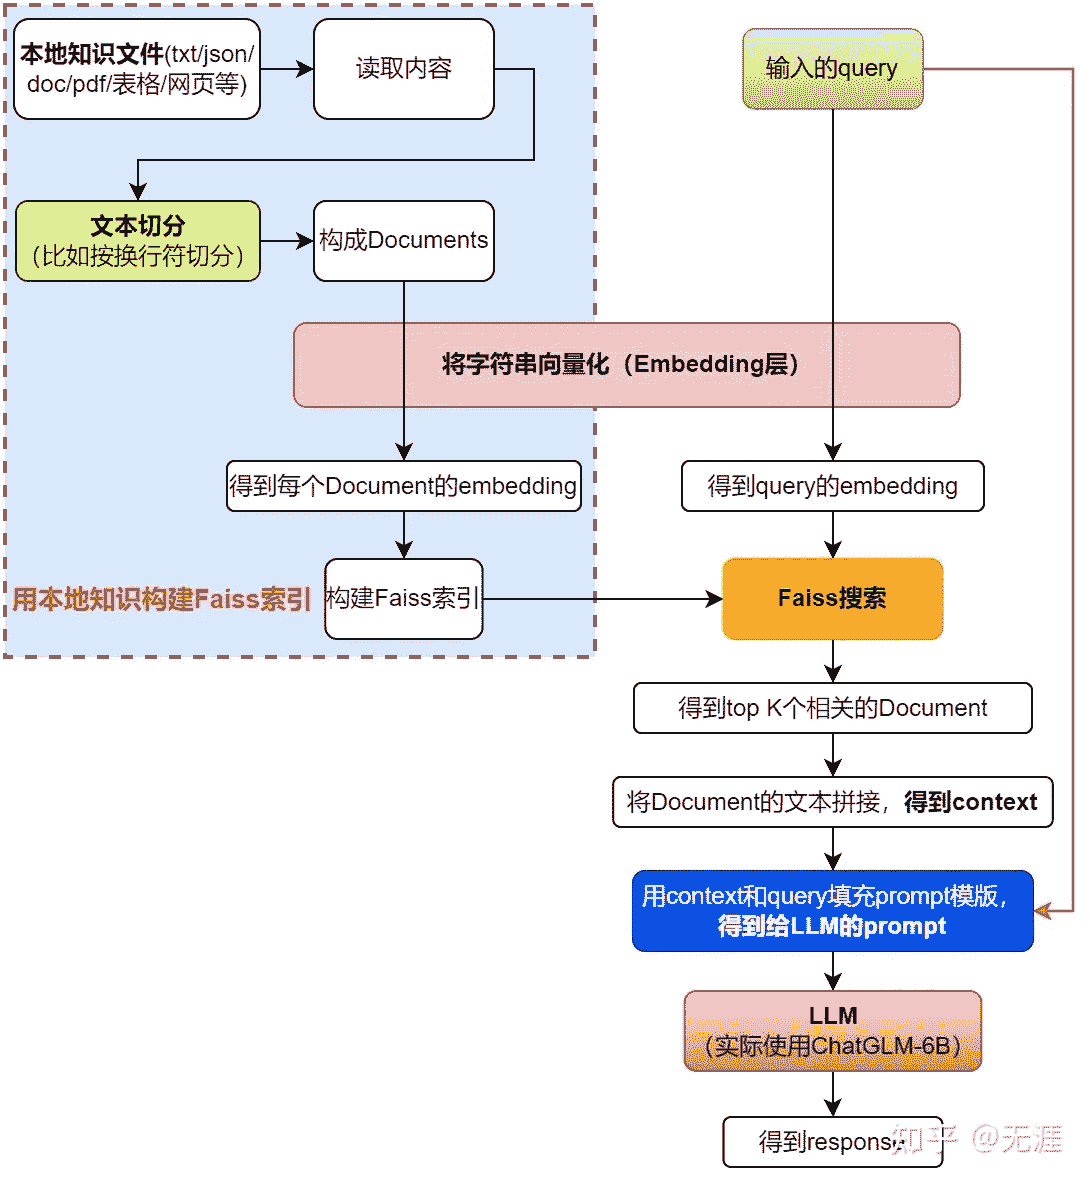 本地知识文件(txt/json/
doc/pdf/表格/网页等)
读取内容
输入的query
文本切分
（比如按换行符切分）
构成Documents
将字符串向量化（Embedding层）
得到每个Document的embedding
得到query的embedding
用本地知识构建Faiss索引
构建Faiss索引
Faiss搜索
得到top K个相关的Document
将Document的文本拼接，得到context
用context和query填充prompt模版，
得到给LLM的prompt
LLM
（实际使用ChatGLM-6B）
得到response
知乎 @无涯